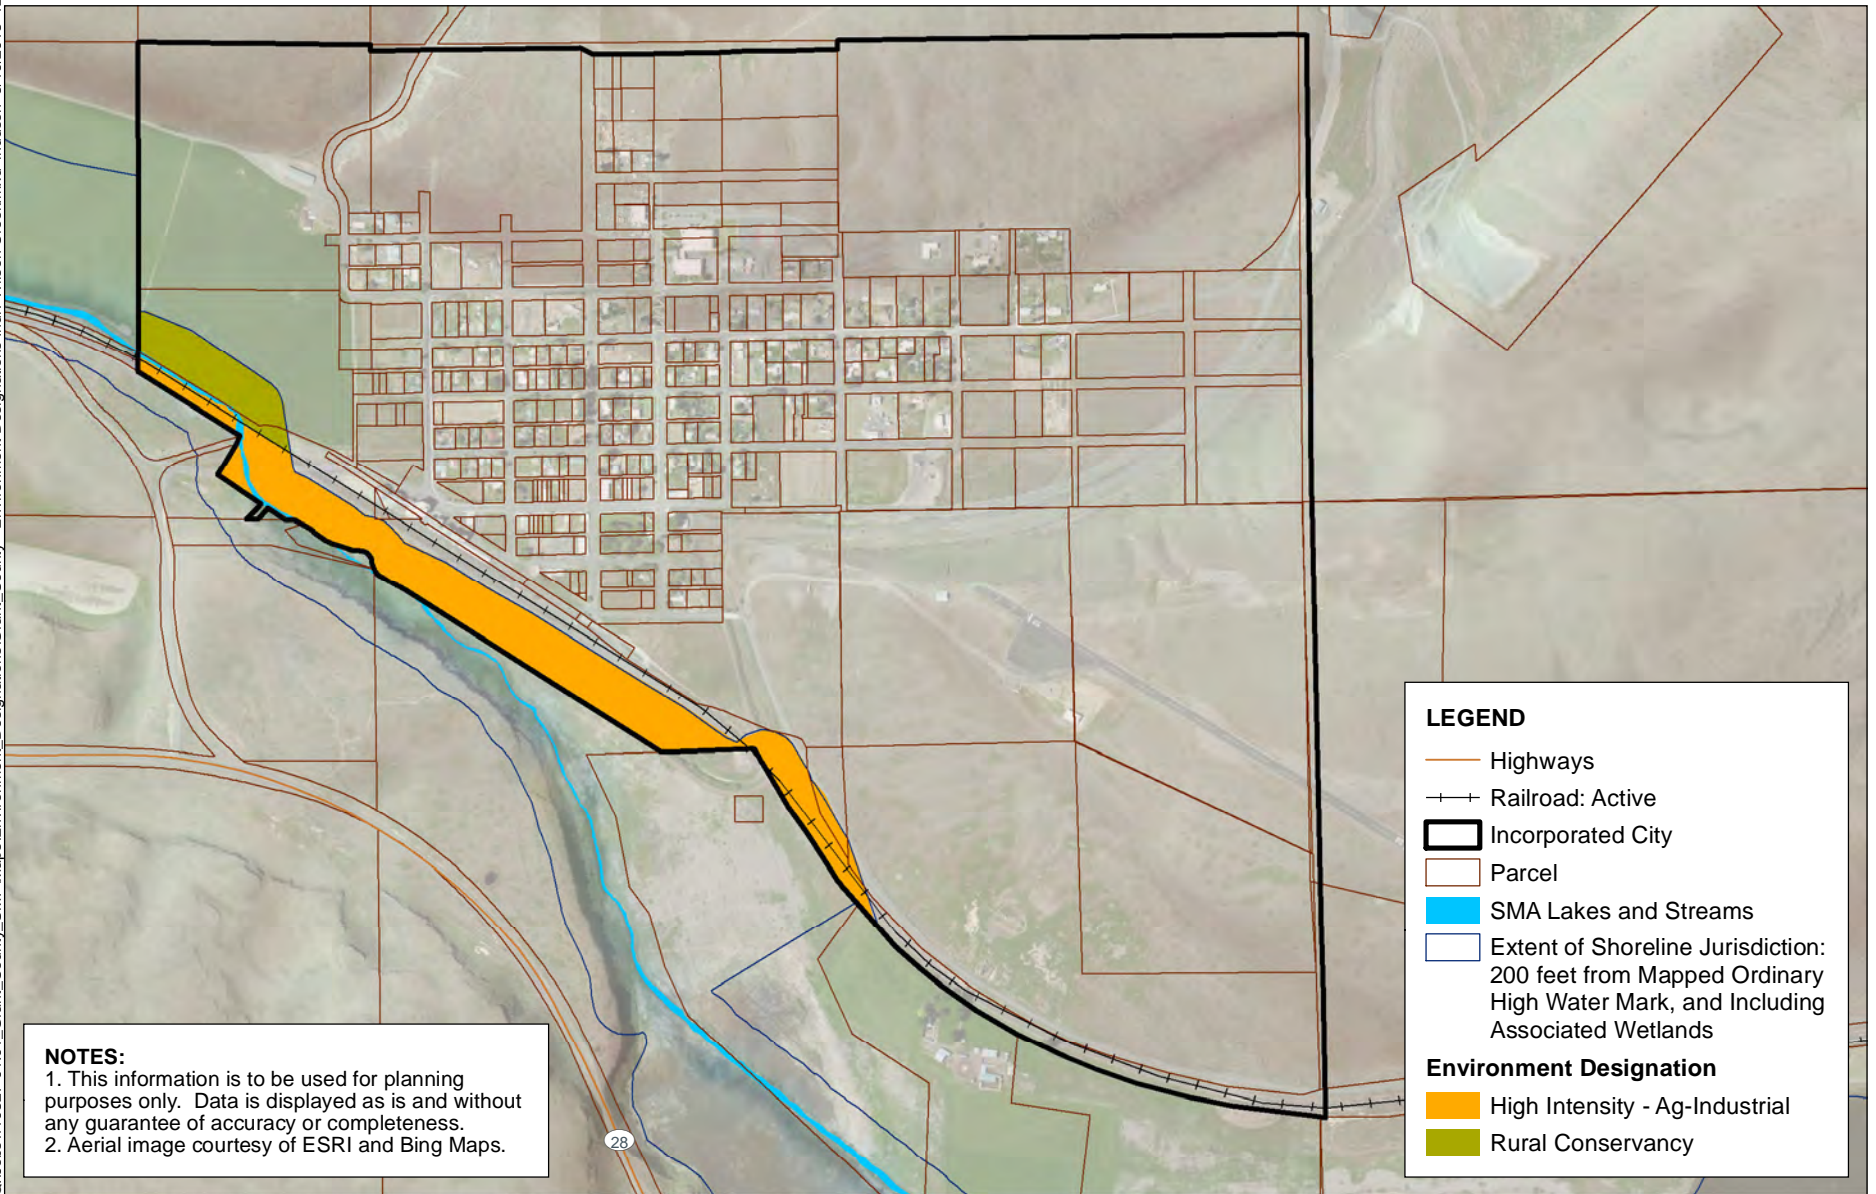 LEGEND
Highways
Railroad: Active
Incorporated City
Parcel
SMA Lakes and Streams
Extent of Shoreline Jurisdiction:
200 feet from Mapped Ordinary
High Water Mark, and Including
Associated Wetlands
Environment Designation
High Intensity - Ag-Industrial
Rural Conservancy
NOTES:
1. This information is to be used for planning
purposes only. Data is displayed as is and without
any guarantee of accuracy or completeness.
2. Aerial image courtesy of ESRI and Bing Maps.
28